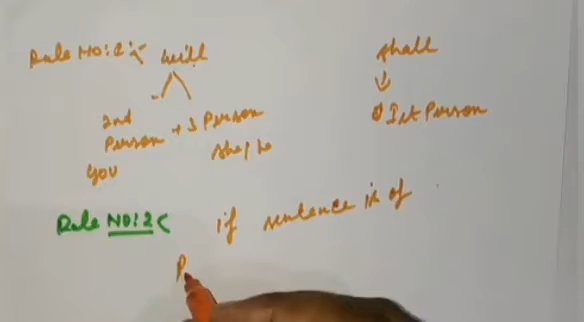 Rule NO:2:- will shall
2nd Person + 3 Person Ist Person
You She/he
Rule NO:2 ( if sentence is of
P